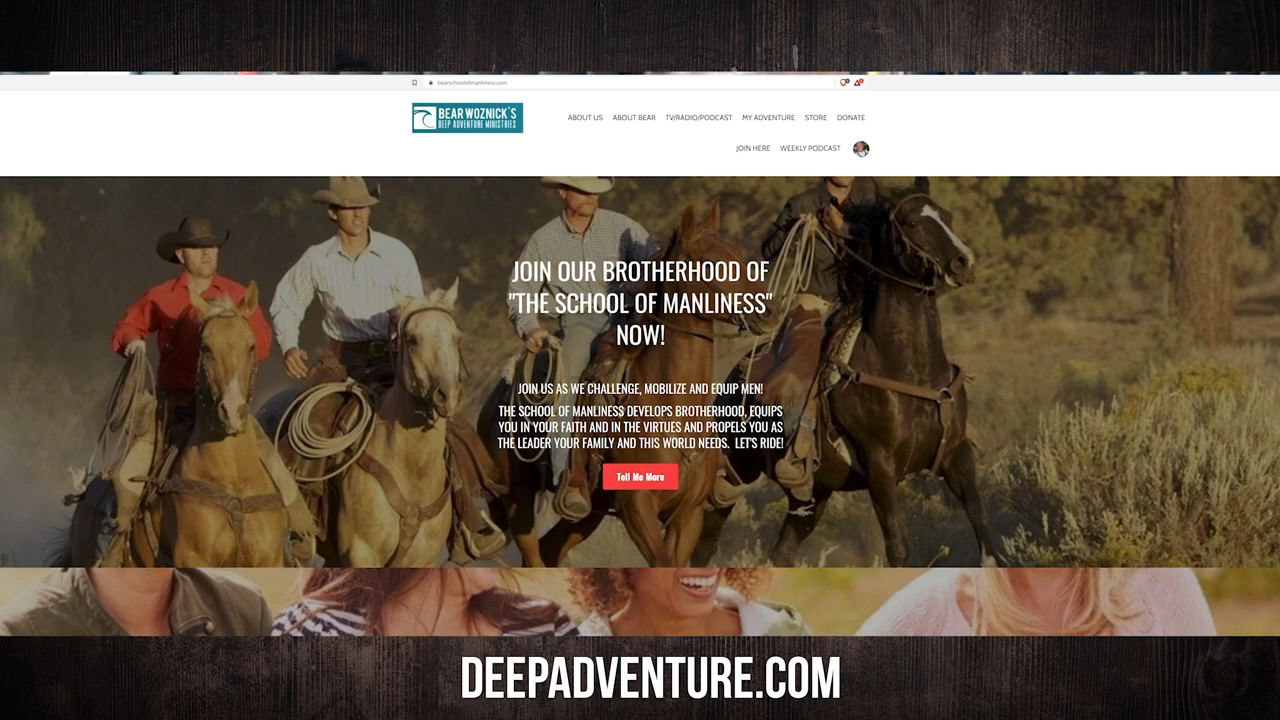 bearschoolofmanliness.com
BEAR WOZNICK'S
DEEP ADVENTURE MINISTRIES
ABOUT US ABOUT BEAR TV/RADIO/PODCAST MY ADVENTURE STORE DONATE
JOIN HERE WEEKLY PODCAST
JOIN OUR BROTHERHOOD OF
"THE SCHOOL OF MANLINESS"
NOW!
JOIN US AS WE CHALLENGE, MOBILIZE AND EQUIP MEN!
THE SCHOOL OF MANLINESS DEVELOPS BROTHERHOOD, EQUIPS
YOU IN YOUR FAITH AND IN THE VIRTUES AND PROPELS YOU AS
THE LEADER YOUR FAMILY AND THIS WORLD NEEDS. LET'S RIDE!
Tell Me More
DEEPADVENTURE.COM